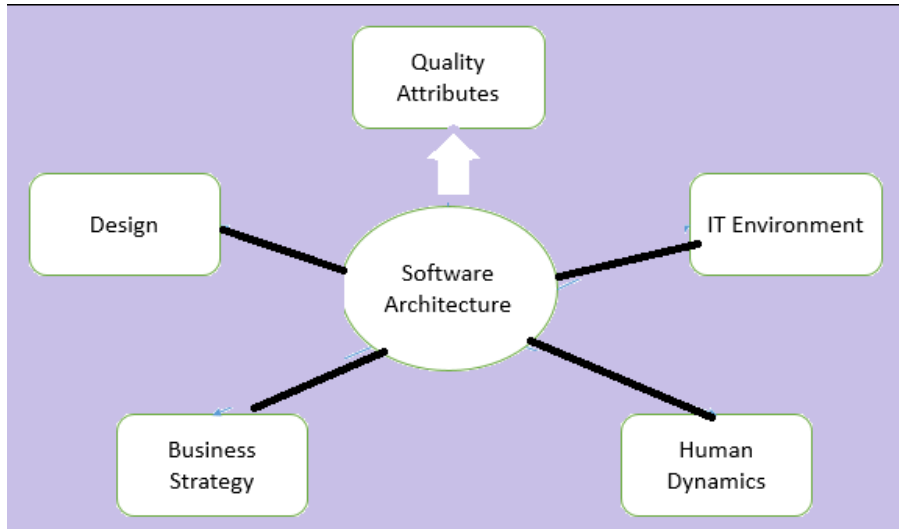 Quality
Attributes
Design
IT Environment
Software
Architecture
Business
Strategy
Human
Dynamics